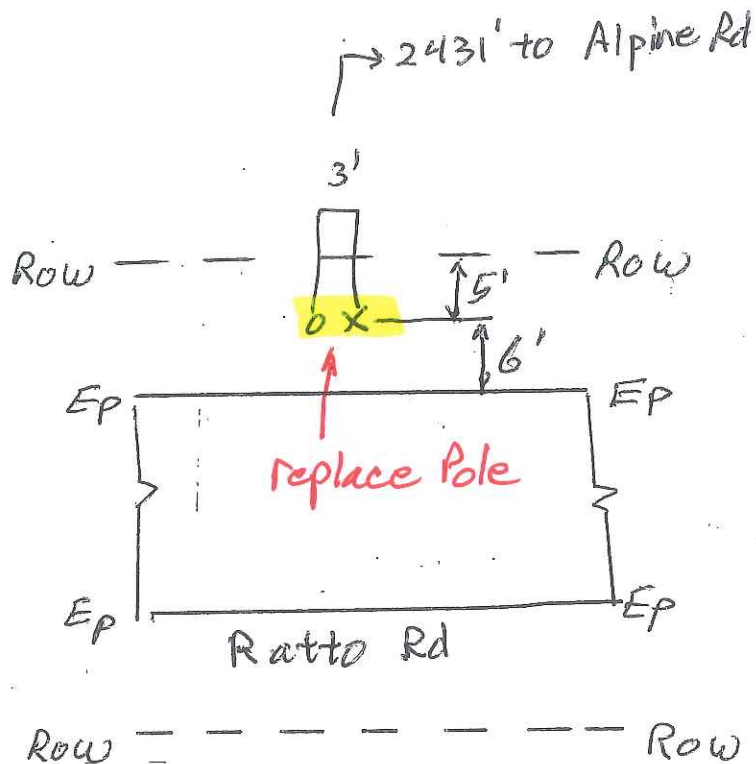 2431' to Alpine Rd
3'
Row Row
5'
O X
6'
Ep Ep
replace Pole
Ep Ep
Ratto Rd
Row Row